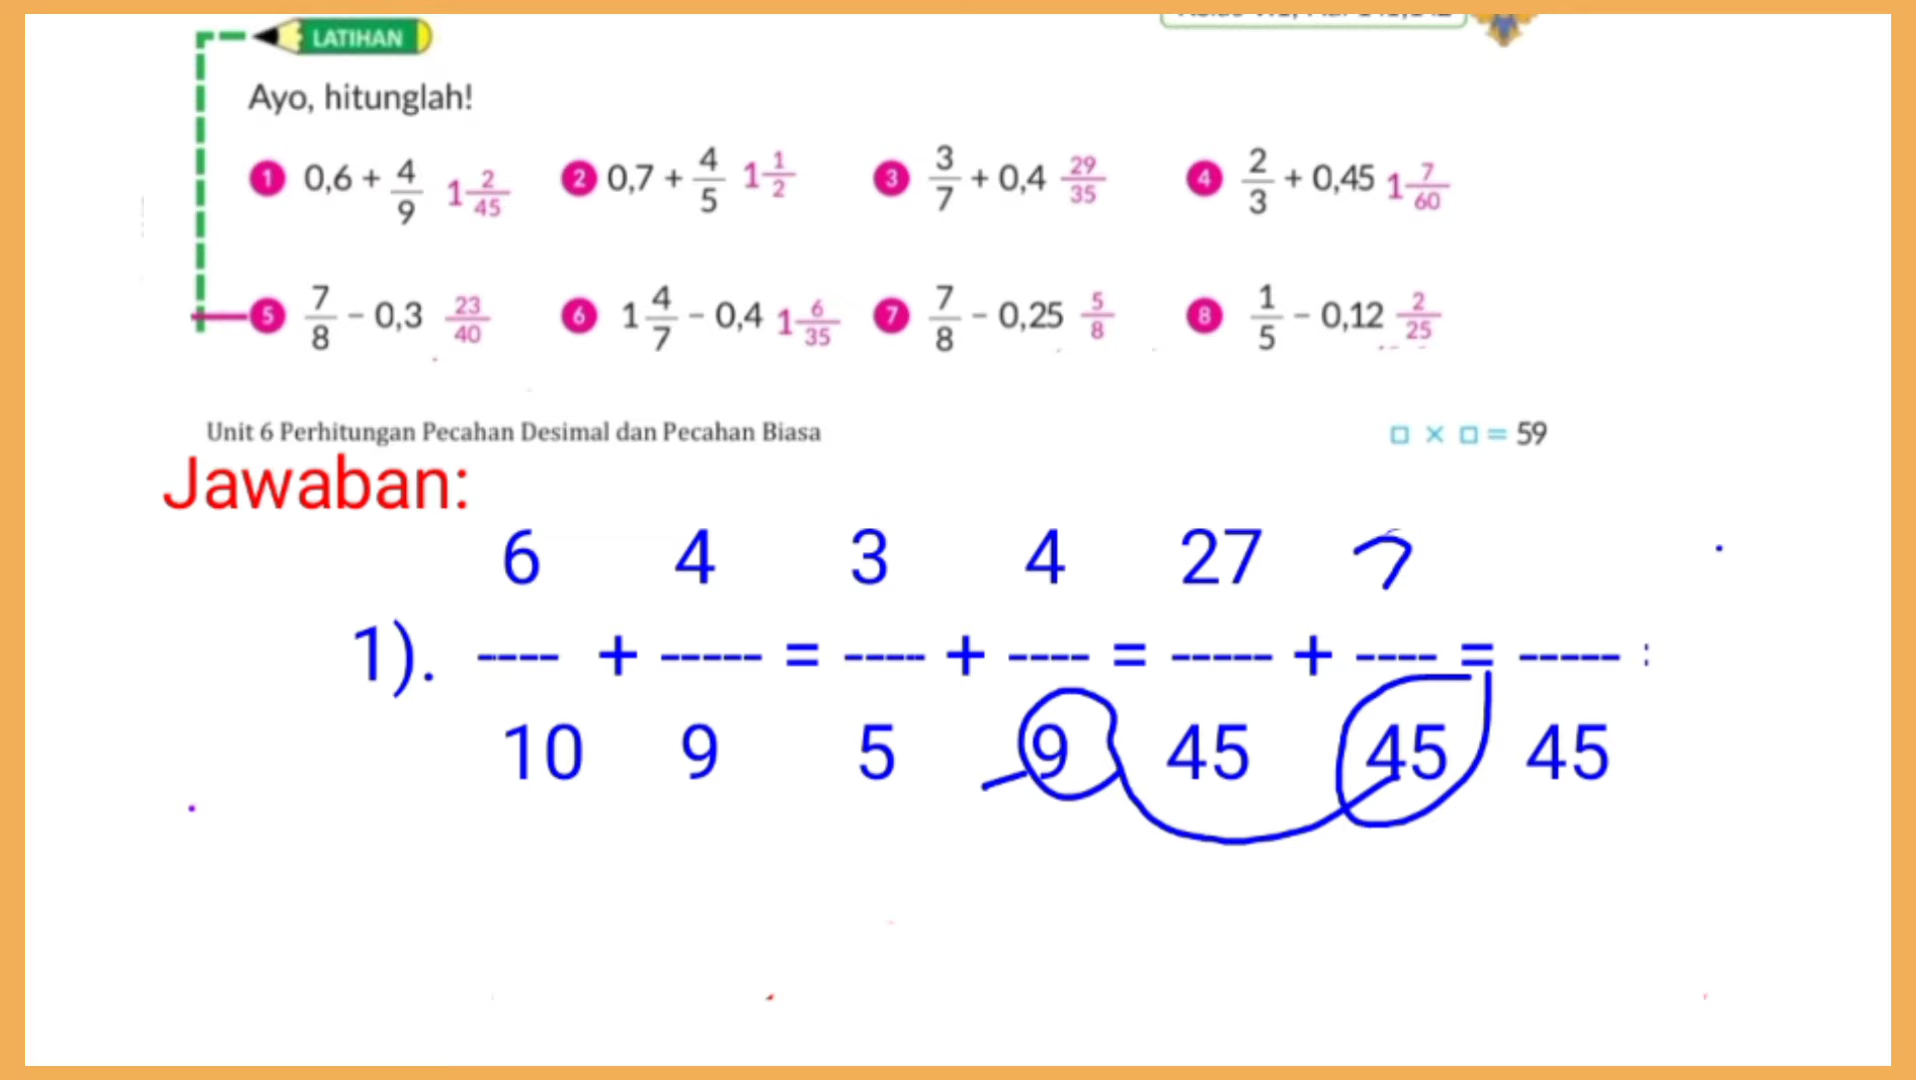 LATIHAN
Ayo, hitunglah!
1 0,6 + 4/9 1 2/45 2 0,7 + 4/5 1 1/2 3 3/7 + 0,4 29/35 4 2/3 + 0,45 1 7/60
5 7/8 - 0,3 23/40 6 1 4/7 - 0,4 1 6/35 7 7/8 - 0,25 5/8 8 1/5 - 0,12 2/25
Unit 6 Perhitungan Pecahan Desimal dan Pecahan Biasa □ × □ = 59
Jawaban:
6 4 3 4 27 ?
1). ---- + ----- = ---- + ---- = ----- + ---- = -----
10 9 5 9 45 45 45